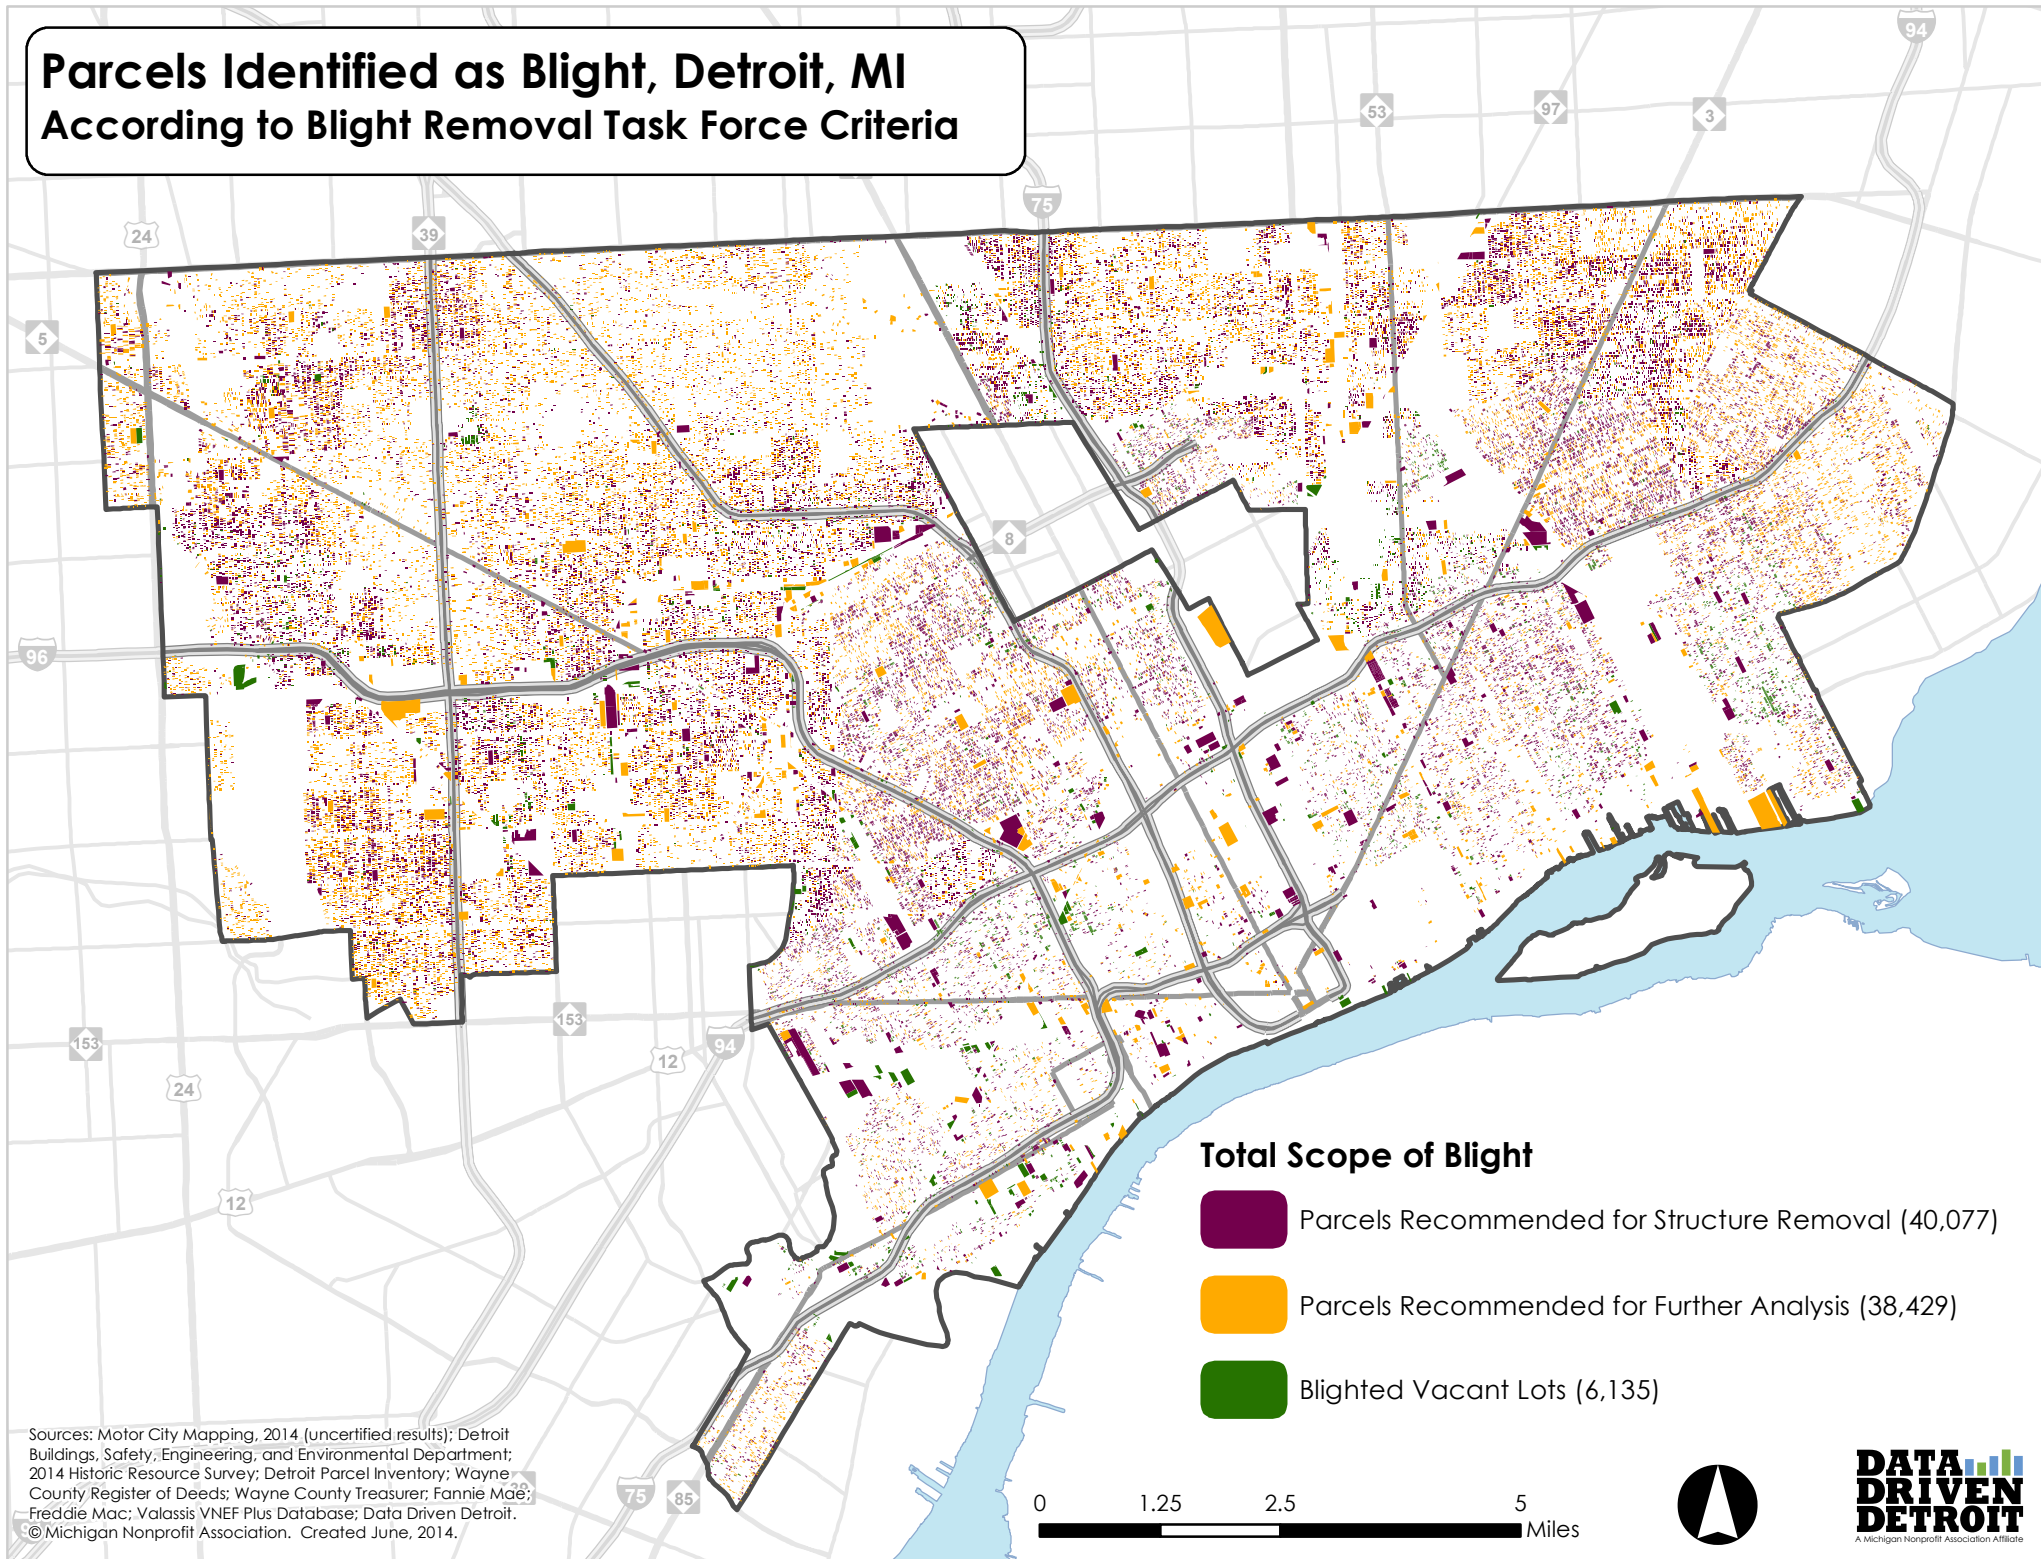 Parcels Identified as Blight, Detroit, MI
According to Blight Removal Task Force Criteria
94
53
97
3
75
24
39
5
8
96
153
153
12
94
24
12
Total Scope of Blight
Parcels Recommended for Structure Removal (40,077)
Parcels Recommended for Further Analysis (38,429)
Blighted Vacant Lots (6,135)
Sources: Motor City Mapping, 2014 (uncertified results); Detroit
Buildings, Safety, Engineering, and Environmental Department;
2014 Historic Resource Survey; Detroit Parcel Inventory; Wayne
County Register of Deeds; Wayne County Treasurer; Fannie Mae;
Freddie Mac; Valassis VNEF Plus Database; Data Driven Detroit.
© Michigan Nonprofit Association. Created June, 2014.
75
85
0 1.25 2.5 5
Miles
DATA
DRIVEN
DETROIT
A Michigan Nonprofit Association Affiliate